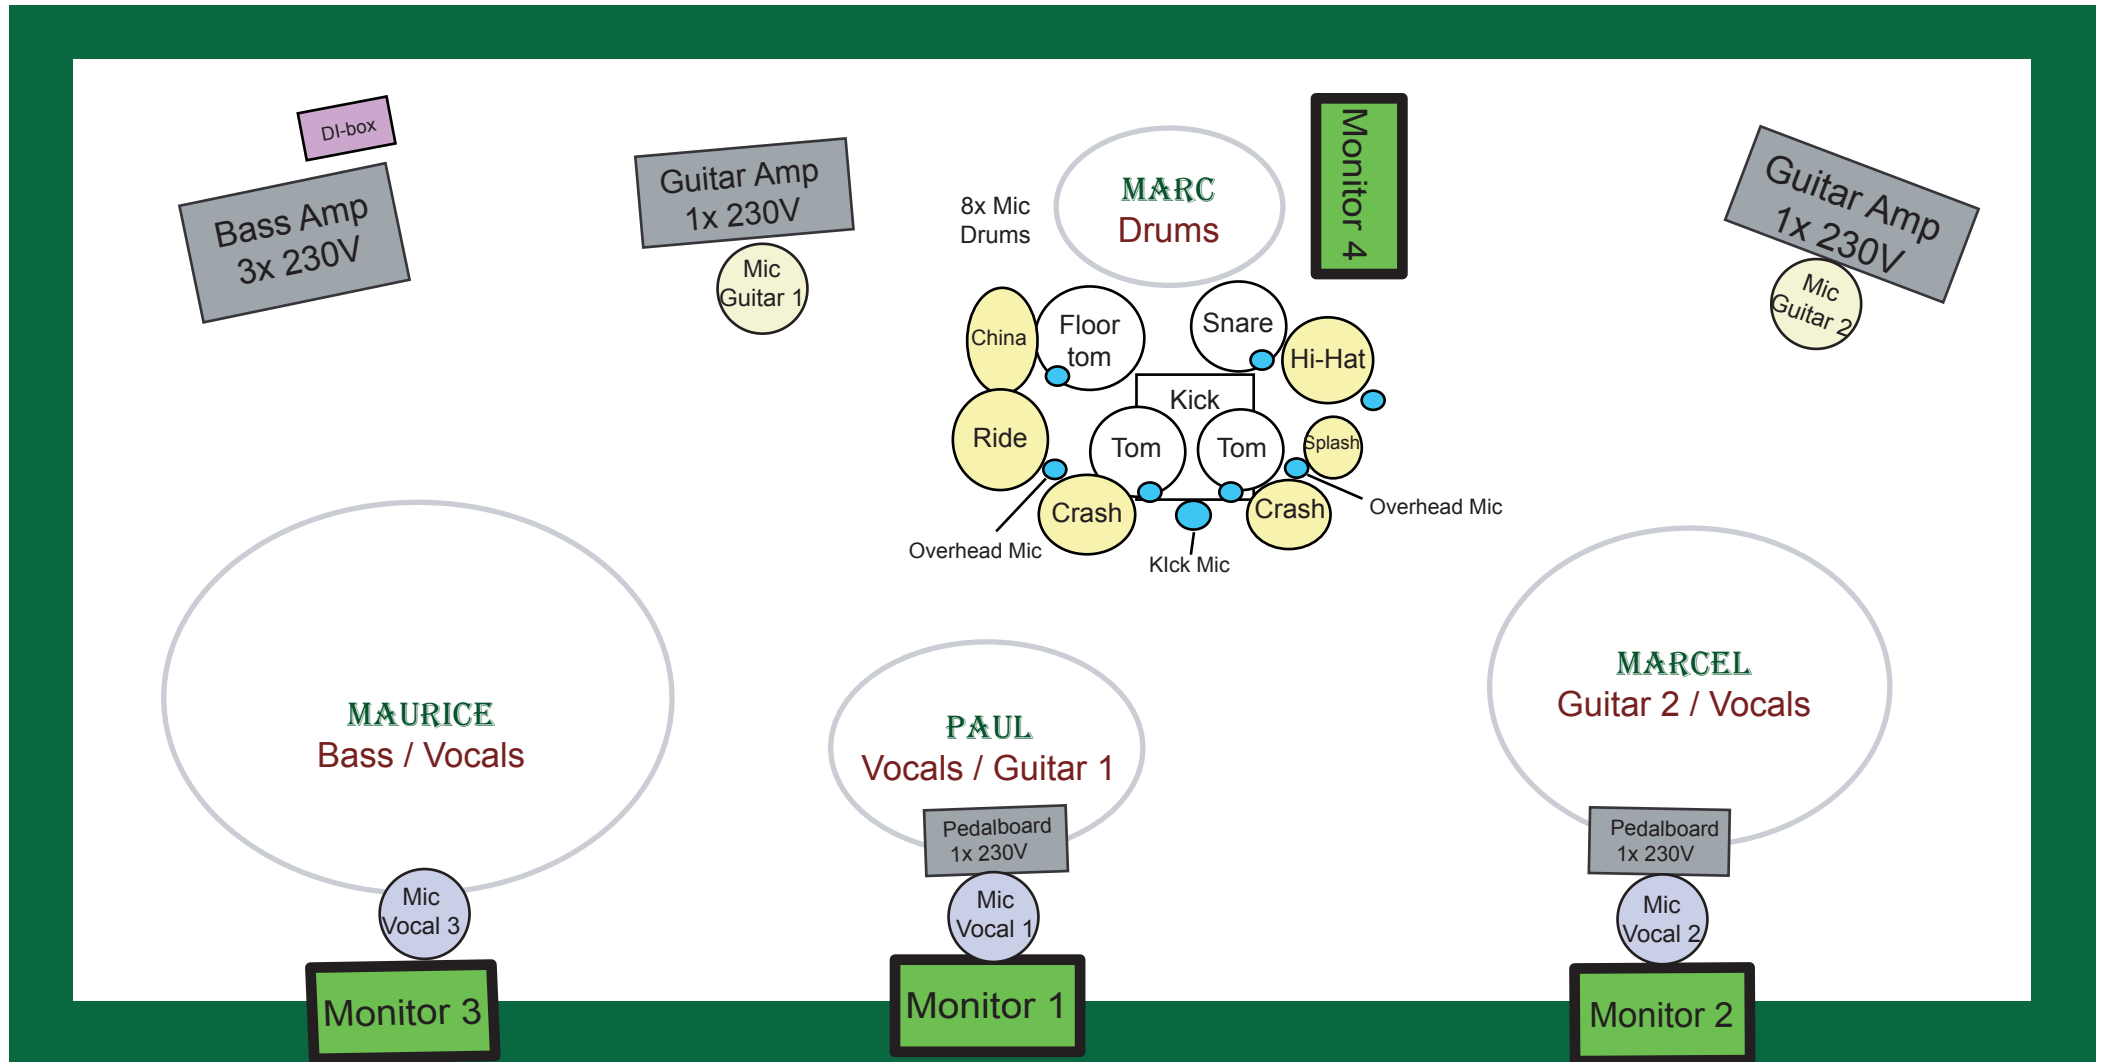 DI-box
Bass Amp
3x 230V
Guitar Amp
1x 230V
Mic
Guitar 1
8x Mic
Drums
MARC
Drums
Monitor 4
Guitar Amp
1x 230V
Mic
Guitar 2
China
Floor
tom
Snare
Hi-Hat
Kick
Ride
Tom
Tom
Splash
Crash
Crash
Overhead Mic
Overhead Mic
KIck Mic
MAURICE
Bass / Vocals
PAUL
Vocals / Guitar 1
MARCEL
Guitar 2 / Vocals
Pedalboard
1x 230V
Pedalboard
1x 230V
Mic
Vocal 3
Mic
Vocal 1
Mic
Vocal 2
Monitor 3
Monitor 1
Monitor 2